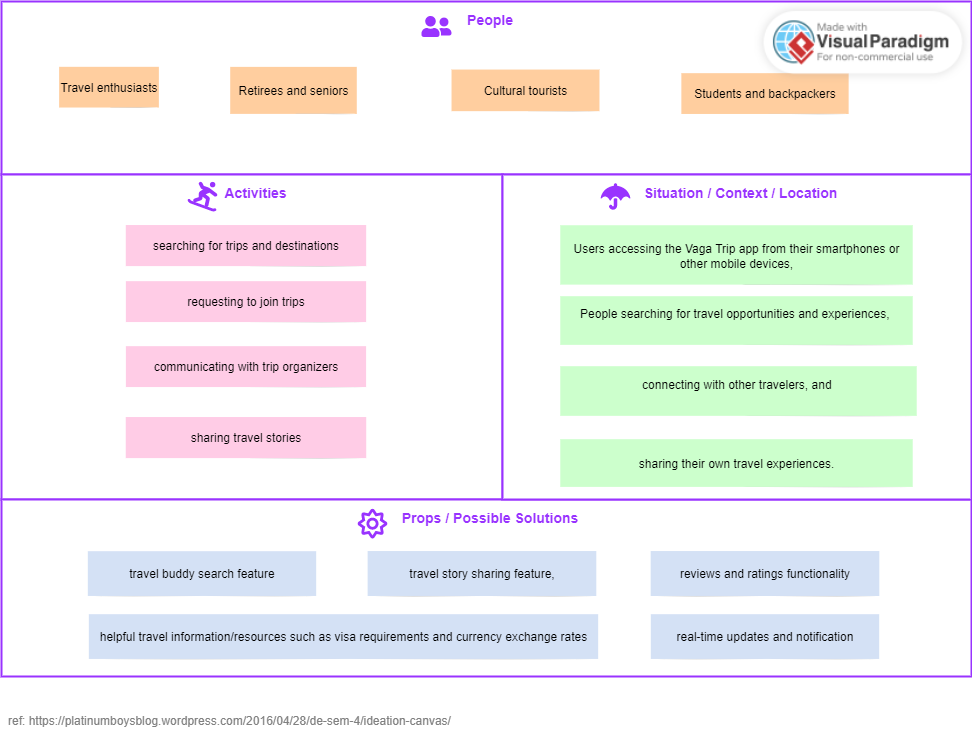 People
Made with
Visual Paradigm
For non-commercial use
Travel enthusiasts
Retirees and seniors
Cultural tourists
Students and backpackers
Activities
searching for trips and destinations
requesting to join trips
communicating with trip organizers
sharing travel stories
Situation / Context / Location
Users accessing the Vaga Trip app from their smartphones or
other mobile devices,
People searching for travel opportunities and experiences,
connecting with other travelers, and
sharing their own travel experiences.
Props / Possible Solutions
travel buddy search feature
travel story sharing feature,
reviews and ratings functionality
helpful travel information/resources such as visa requirements and currency exchange rates
real-time updates and notification
ref: https://platinumboysblog.wordpress.com/2016/04/28/de-sem-4/ideation-canvas/